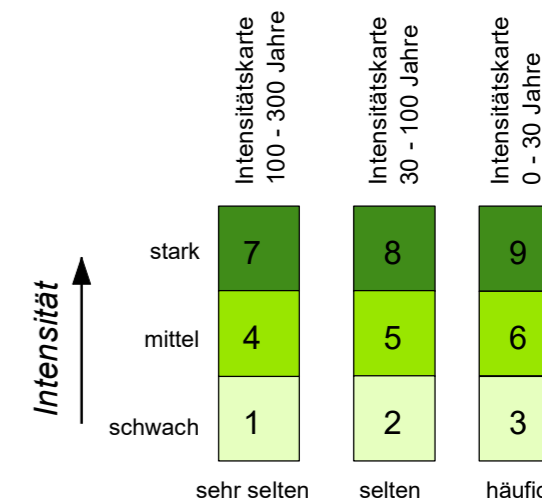 Intensitätskarte
100 - 300 Jahre
Intensitätskarte
30 - 100 Jahre
Intensitätskarte
0 - 30 Jahre
Intensität
stark
7
8
9
mittel
4
5
6
schwach
1
2
3
sehr selten
selten
häufig